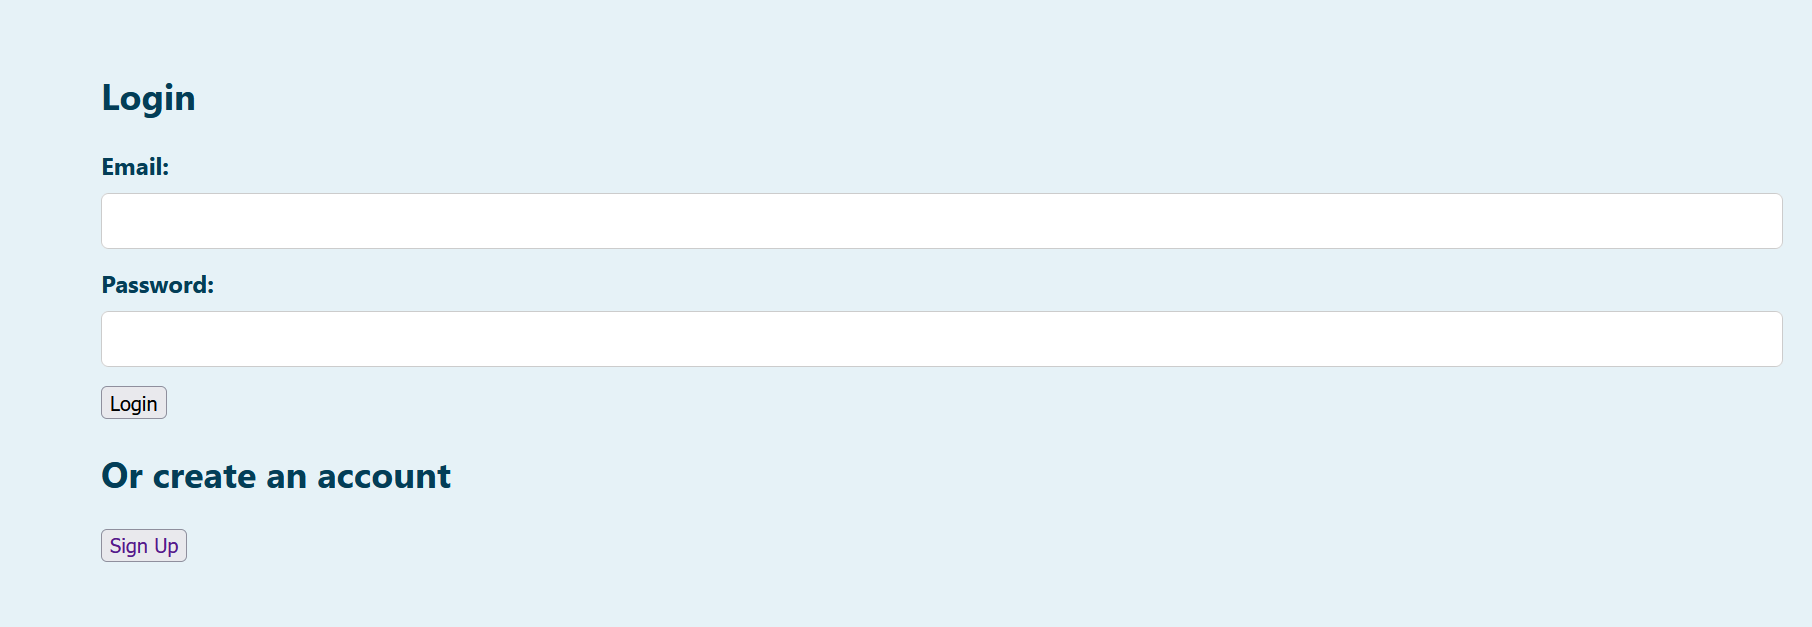 Login
Email:
Password:
Login
Or create an account
Sign Up